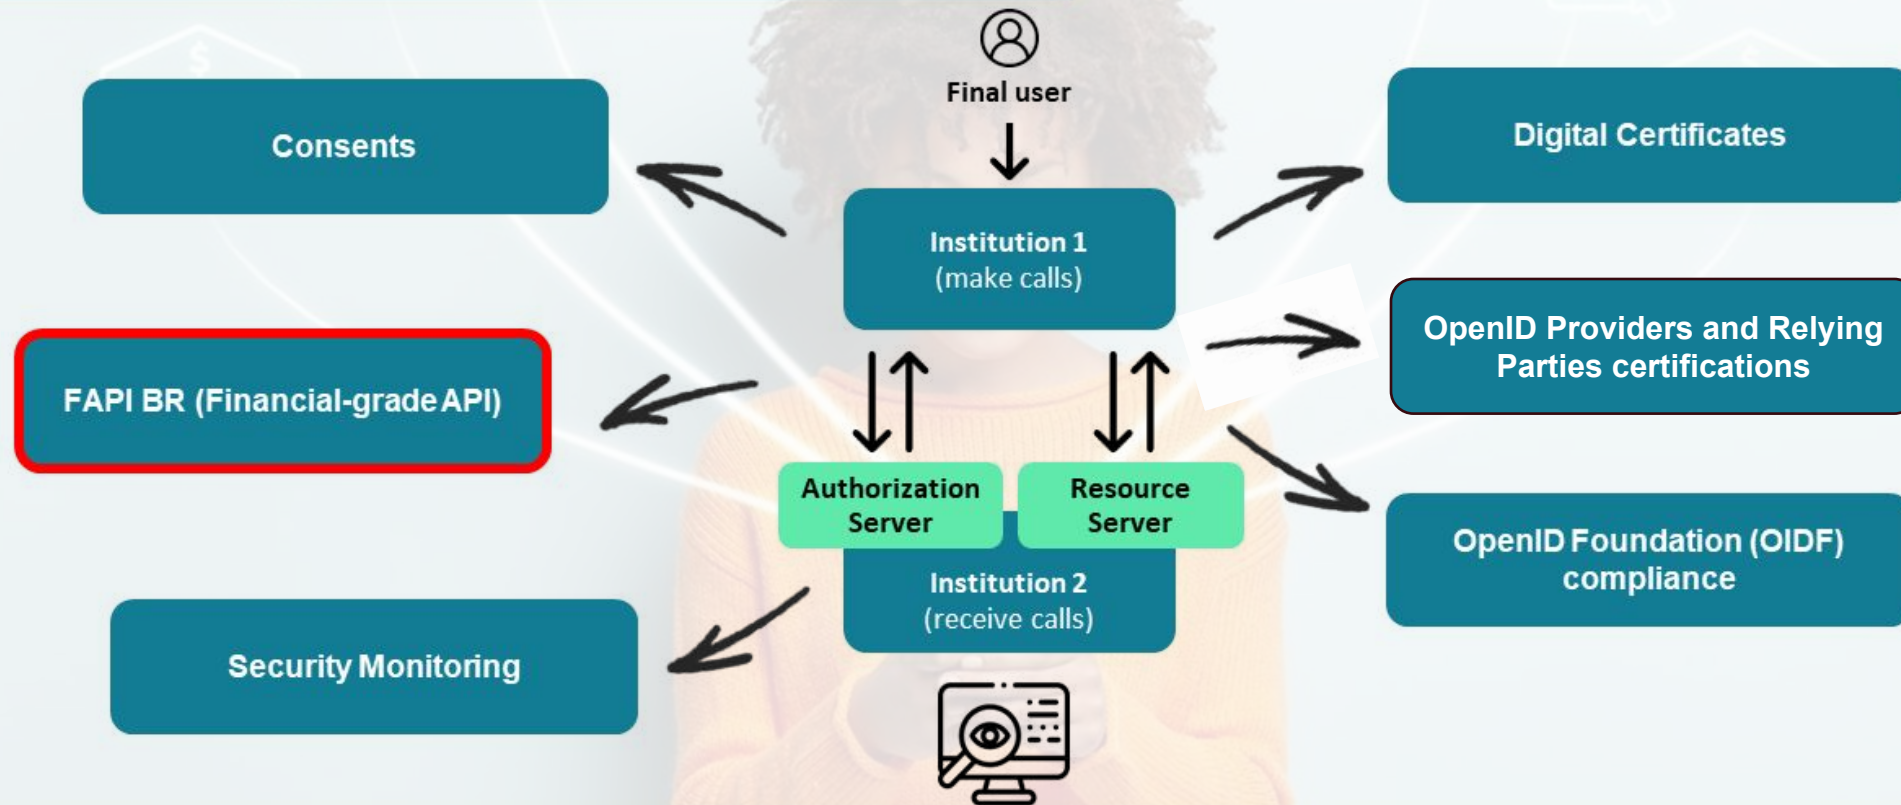 Final user
Consents
Digital Certificates
Institution 1
(make calls)
OpenID Providers and Relying
Parties certifications
FAPI BR (Financial-grade API)
Authorization
Server
Resource
Server
OpenID Foundation (OIDF)
compliance
Institution 2
(receive calls)
Security Monitoring